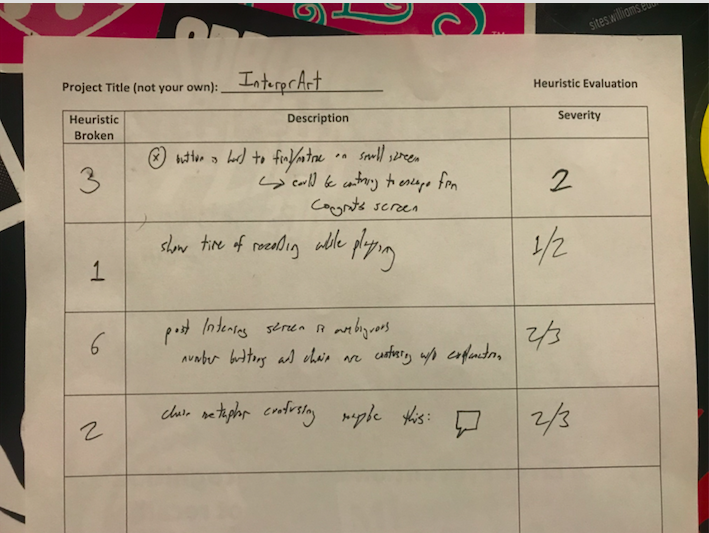 sites.williams.edu
Project Title (not your own): InterprArt
Heuristic Evaluation
Heuristic Broken
Description
Severity
3
(x) button is hard to find/notice on small screen
↳ could be confusing to escape from
Congrats screen
2
1
show time of recording while playing
1/2
6
post listening screen is ambiguous
number buttons and chain are confusing w/o explanation
2/3
2
chain metaphor confusing maybe this:
2/3